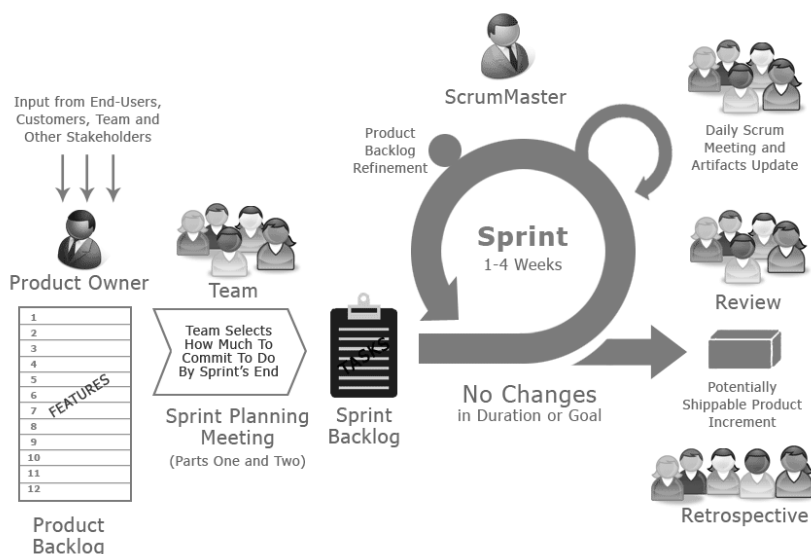 Input from End-Users,
Customers, Team and
Other Stakeholders
Product Owner
1
2
3
4
5
6
7
8
9
10
11
12
FEATURES
Product
Backlog
Team
Team Selects
How Much To
Commit To Do
By Sprint's End
Sprint Planning
Meeting
(Parts One and Two)
TASKS
Sprint
Backlog
ScrumMaster
Product
Backlog
Refinement
Sprint
1-4 Weeks
No Changes
in Duration or Goal
Daily Scrum
Meeting and
Artifacts Update
Review
Potentially
Shippable Product
Increment
Retrospective